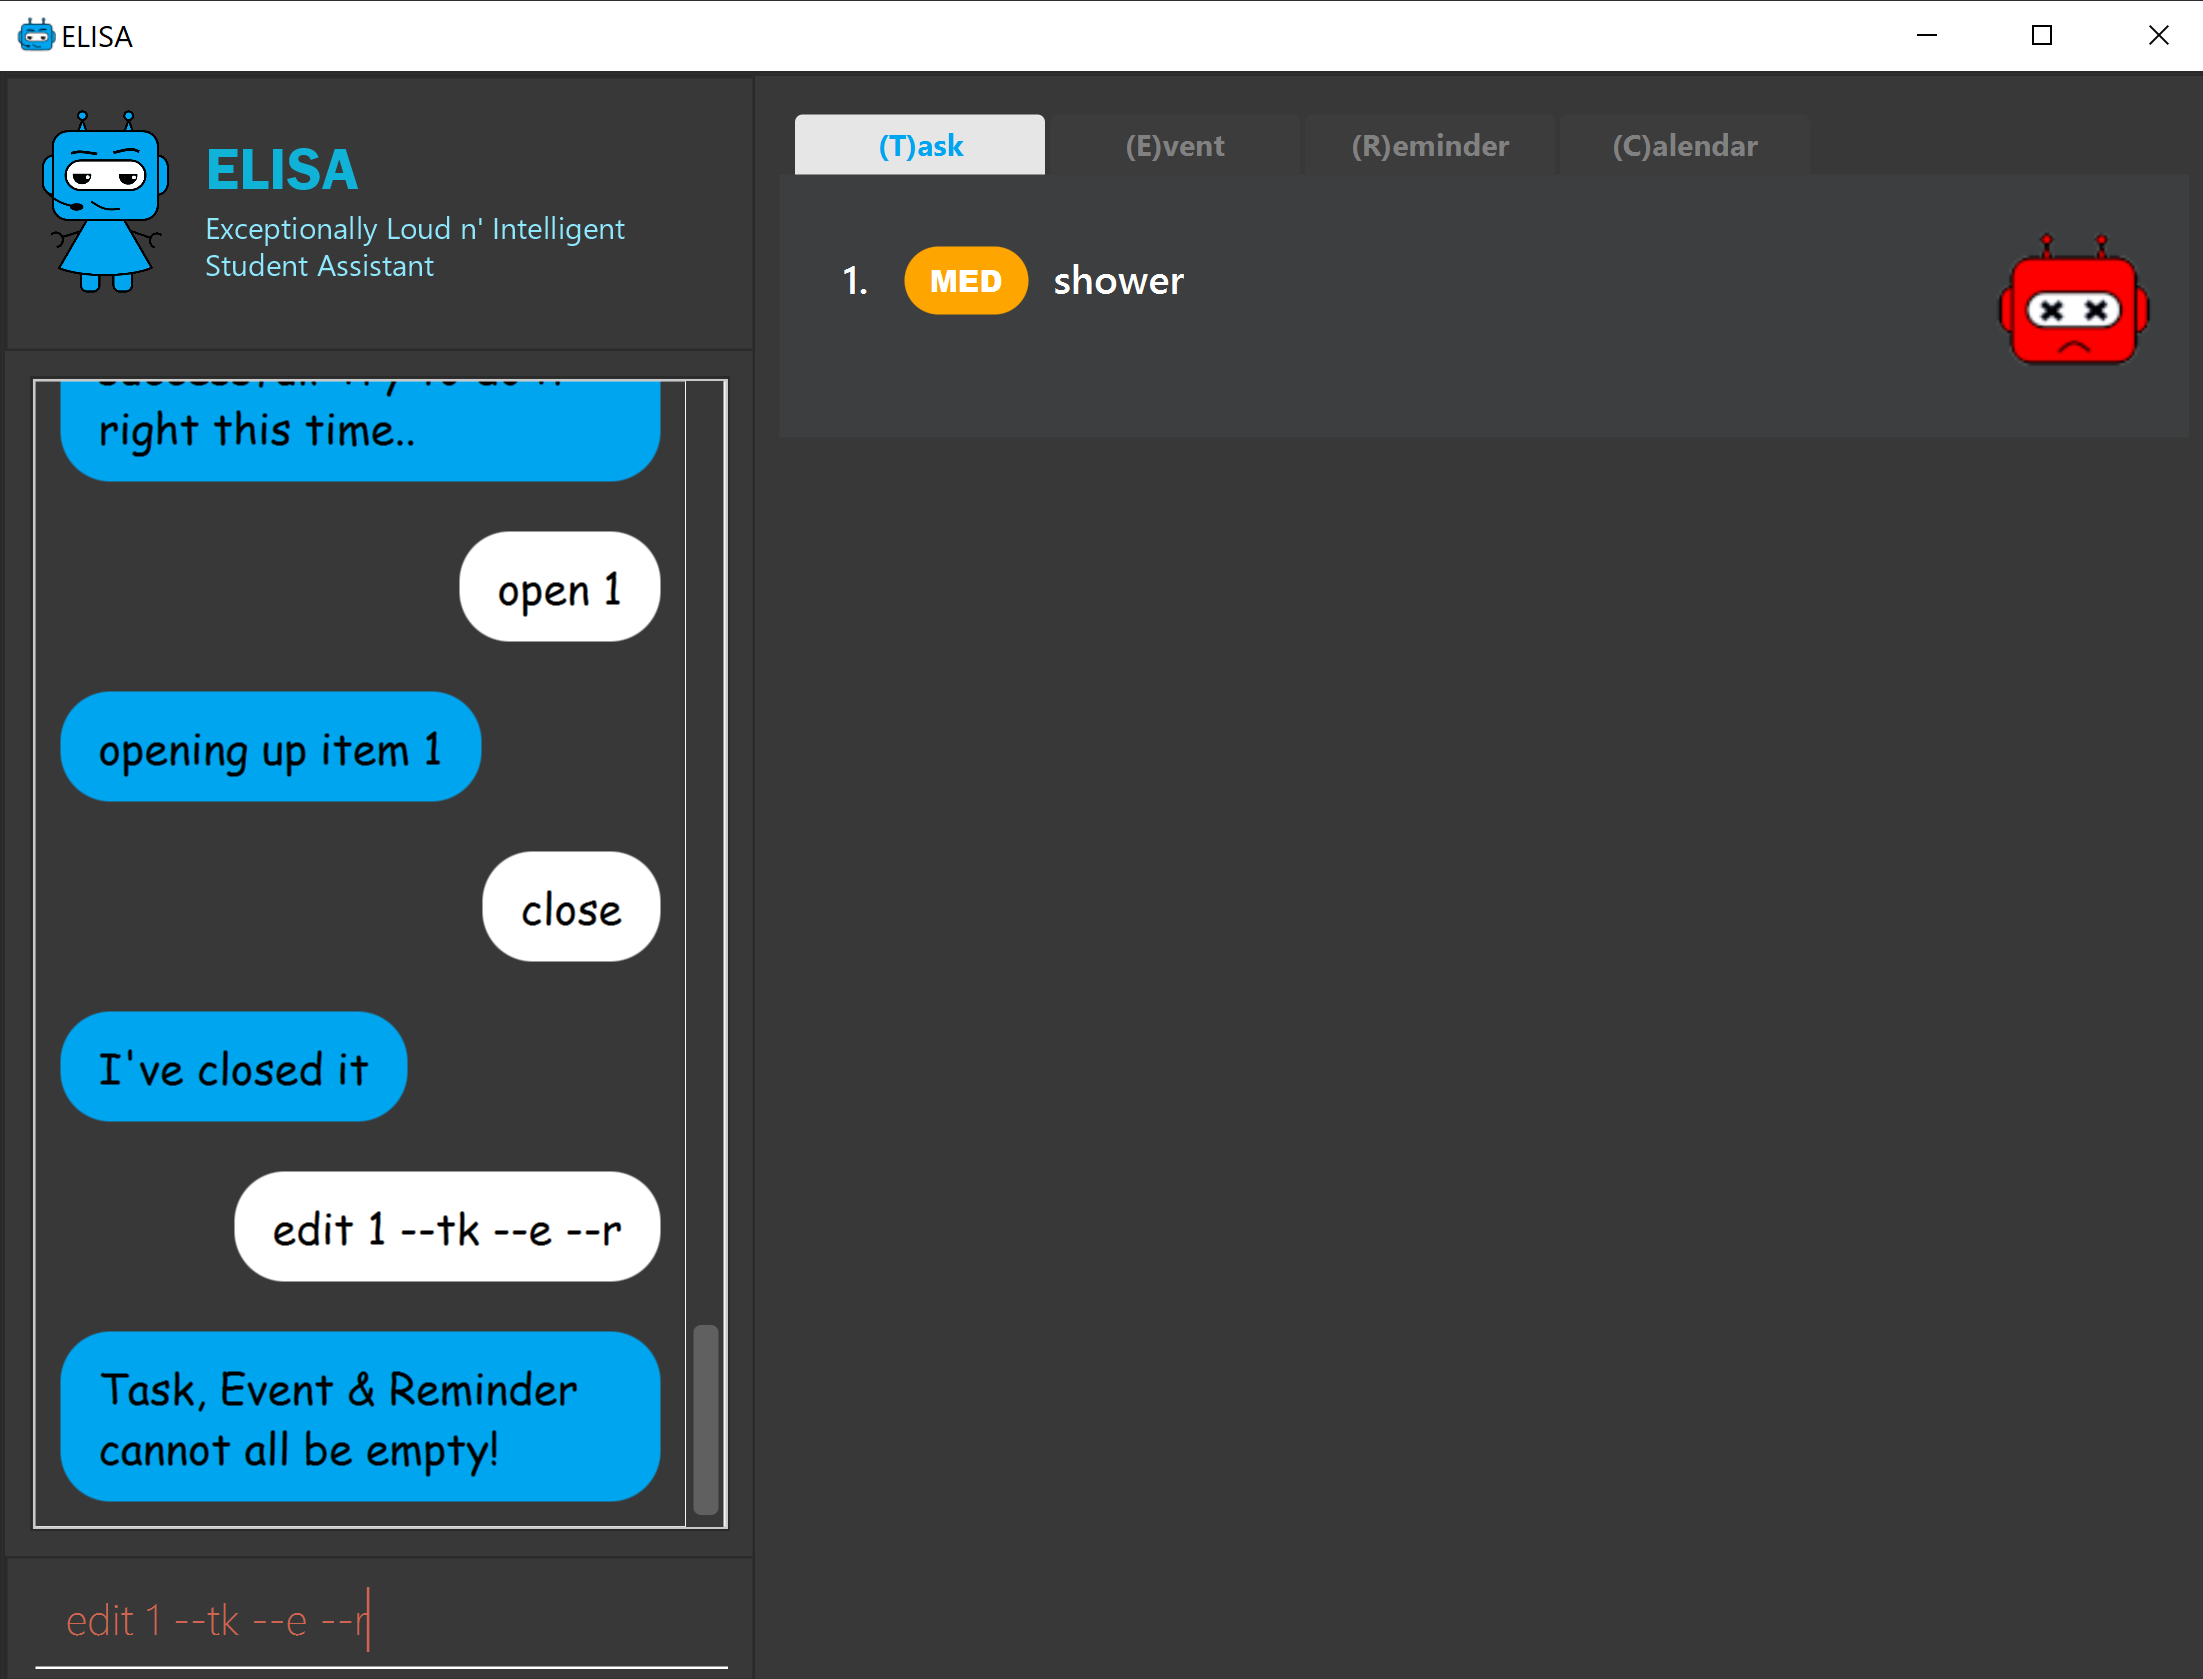 ELISA
ELISA
Exceptionally Loud n' Intelligent
Student Assistant
right this time..
open 1
opening up item 1
close
I've closed it
edit 1 --tk --e --r
Task, Event & Reminder
cannot all be empty!
edit 1 --tk --e --r
(T)ask (E)vent (R)eminder (C)alendar
1. MED shower